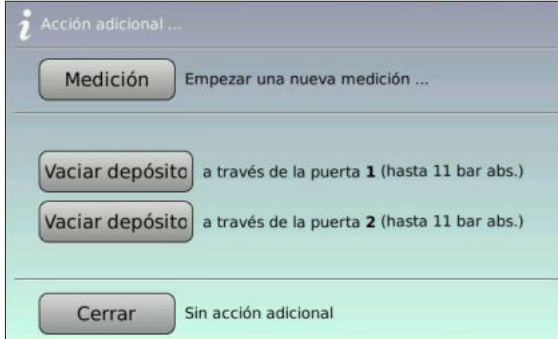 Acción adicional ...
Medición Empezar una nueva medición ...
Vaciar depósito a través de la puerta 1 (hasta 11 bar abs.)
Vaciar depósito a través de la puerta 2 (hasta 11 bar abs.)
Cerrar Sin acción adicional